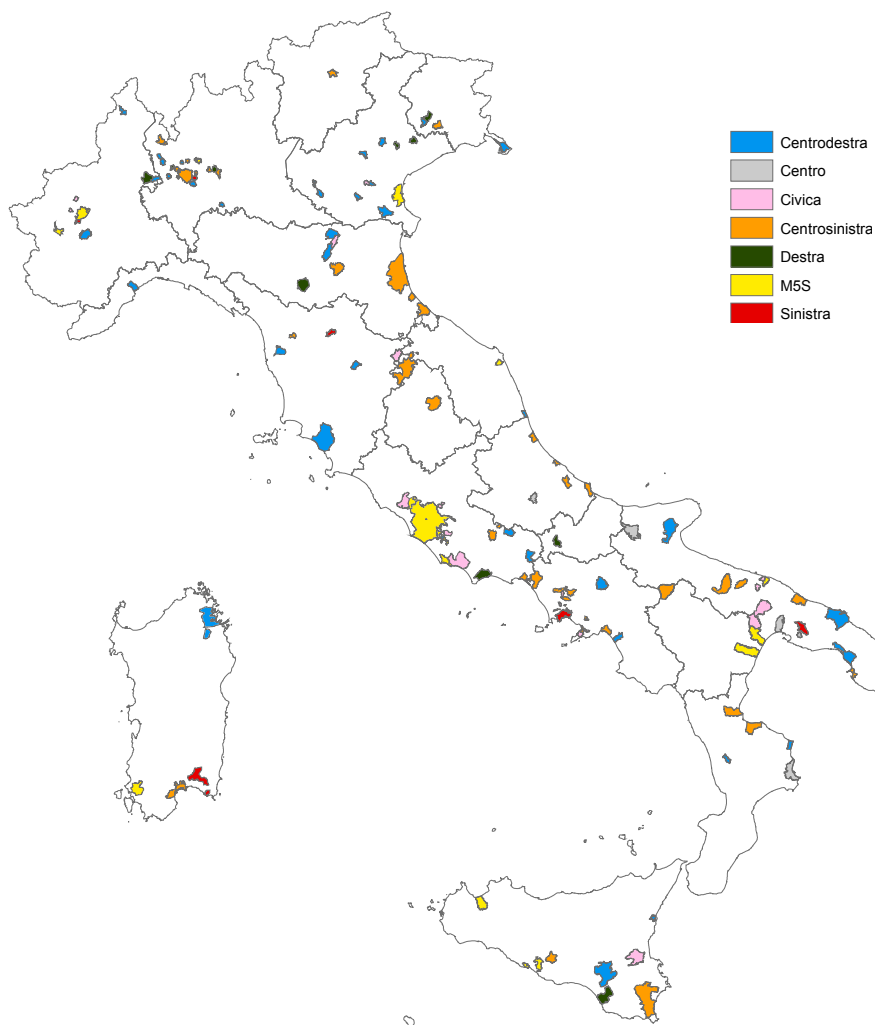 Centrodestra
Centro
Civica
Centrosinistra
Destra
M5S
Sinistra